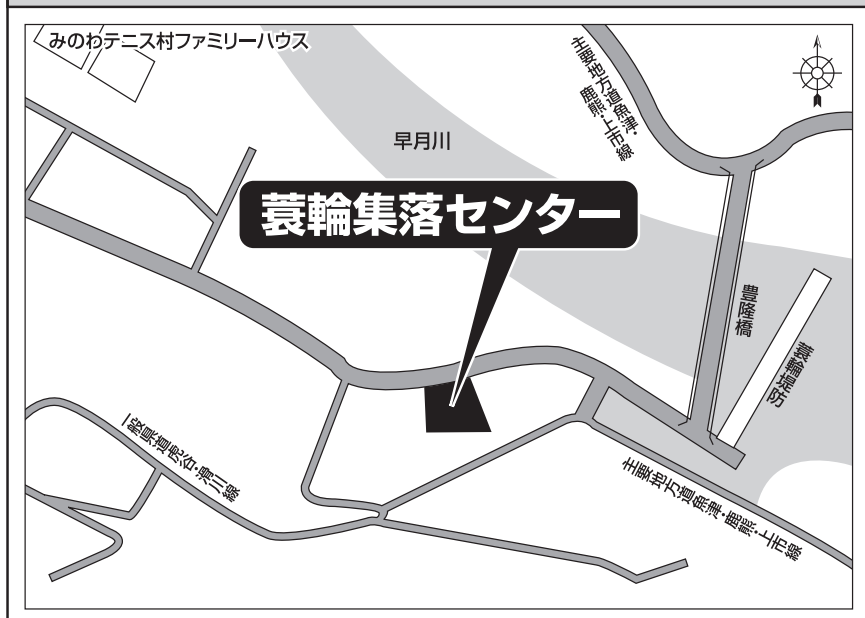 みのわテニス村ファミリーハウス
主要地方道魚津・鹿熊・上市線
早月川
蓑輪集落センター
豊隆橋
蓑輪堤防
一般県道虎谷・滑川線
主要地方道魚津・鹿熊・上市線